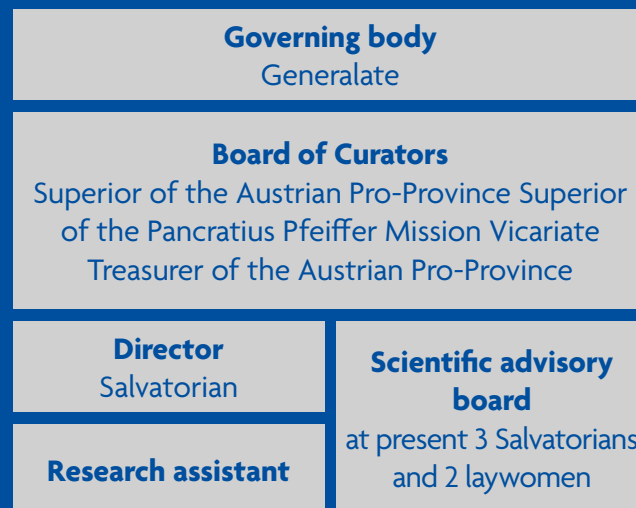 Governing body
Generalate
Board of Curators
Superior of the Austrian Pro-Province Superior
of the Pancratius Pfeiffer Mission Vicariate
Treasurer of the Austrian Pro-Province
Director
Salvatorian
Research assistant
Scientific advisory
board
at present 3 Salvatorians
and 2 laywomen